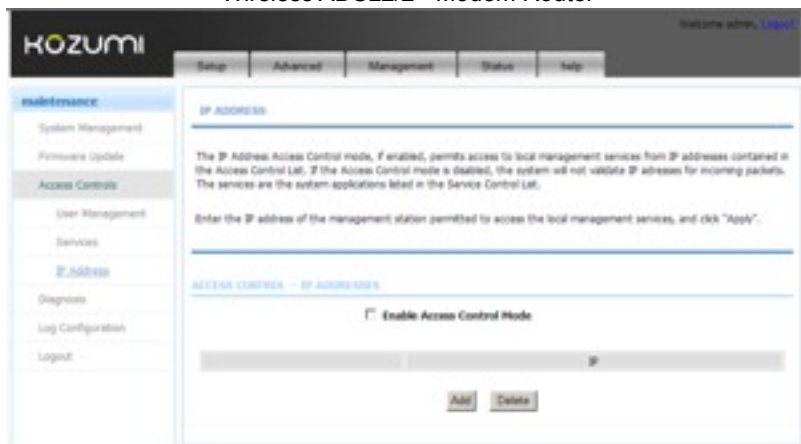 Wireless ADSL2/2+ Modem Router
Welcome admin, Logout
KOZUMI
Setup Advanced Management Status help
maintenance
System Management
Firmware Update
Access Controls
User Management
Services
IP Address
Diagnosis
Log Configuration
Logout
IP ADDRESS
The IP Address Access Control mode, if enabled, permits access to local management services from IP addresses contained in
the Access Control List. If the Access Control mode is disabled, the system will not validate IP adresses for incoming packets.
The services are the system applications listed in the Service Control List.
Enter the IP address of the management station permitted to access the local management services, and click "Apply".
ACCESS CONTROL -- IP ADDRESSES
Enable Access Control Mode
IP
Add Delete